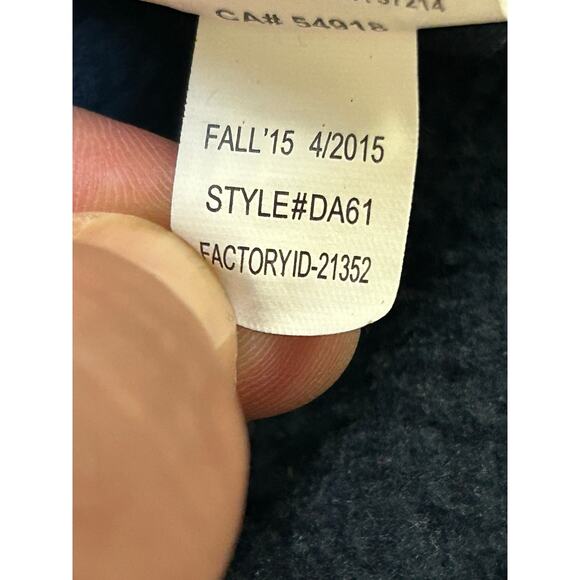 CA# 54918
FALL'15 4/2015
STYLE#DA61
FACTORYID-21352